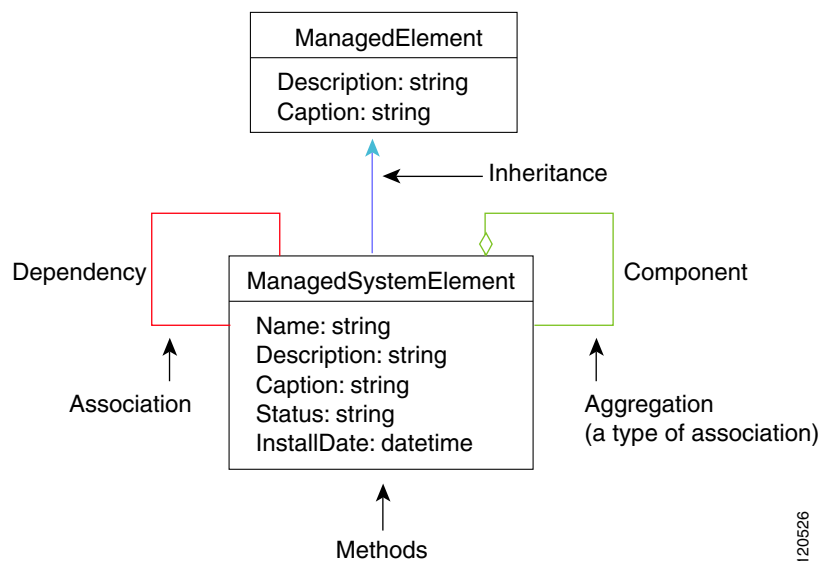 ManagedElement
Description: string
Caption: string
Inheritance
Dependency
Component
ManagedSystemElement
Name: string
Description: string
Caption: string
Status: string
InstallDate: datetime
Association
Aggregation
(a type of association)
Methods
120526